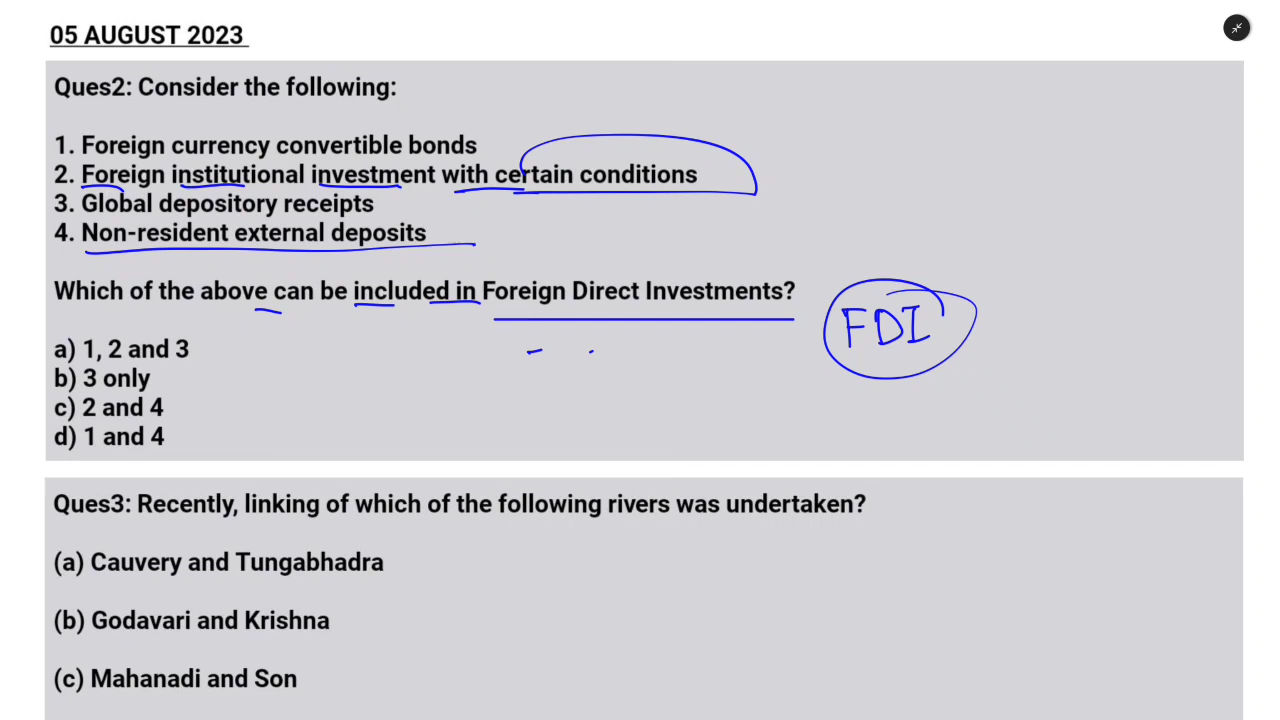 05 AUGUST 2023
Ques2: Consider the following:
1. Foreign currency convertible bonds
2. Foreign institutional investment with certain conditions
3. Global depository receipts
4. Non-resident external deposits
Which of the above can be included in Foreign Direct Investments?
FDI
a) 1, 2 and 3
b) 3 only
c) 2 and 4
d) 1 and 4
Ques3: Recently, linking of which of the following rivers was undertaken?
(a) Cauvery and Tungabhadra
(b) Godavari and Krishna
(c) Mahanadi and Son